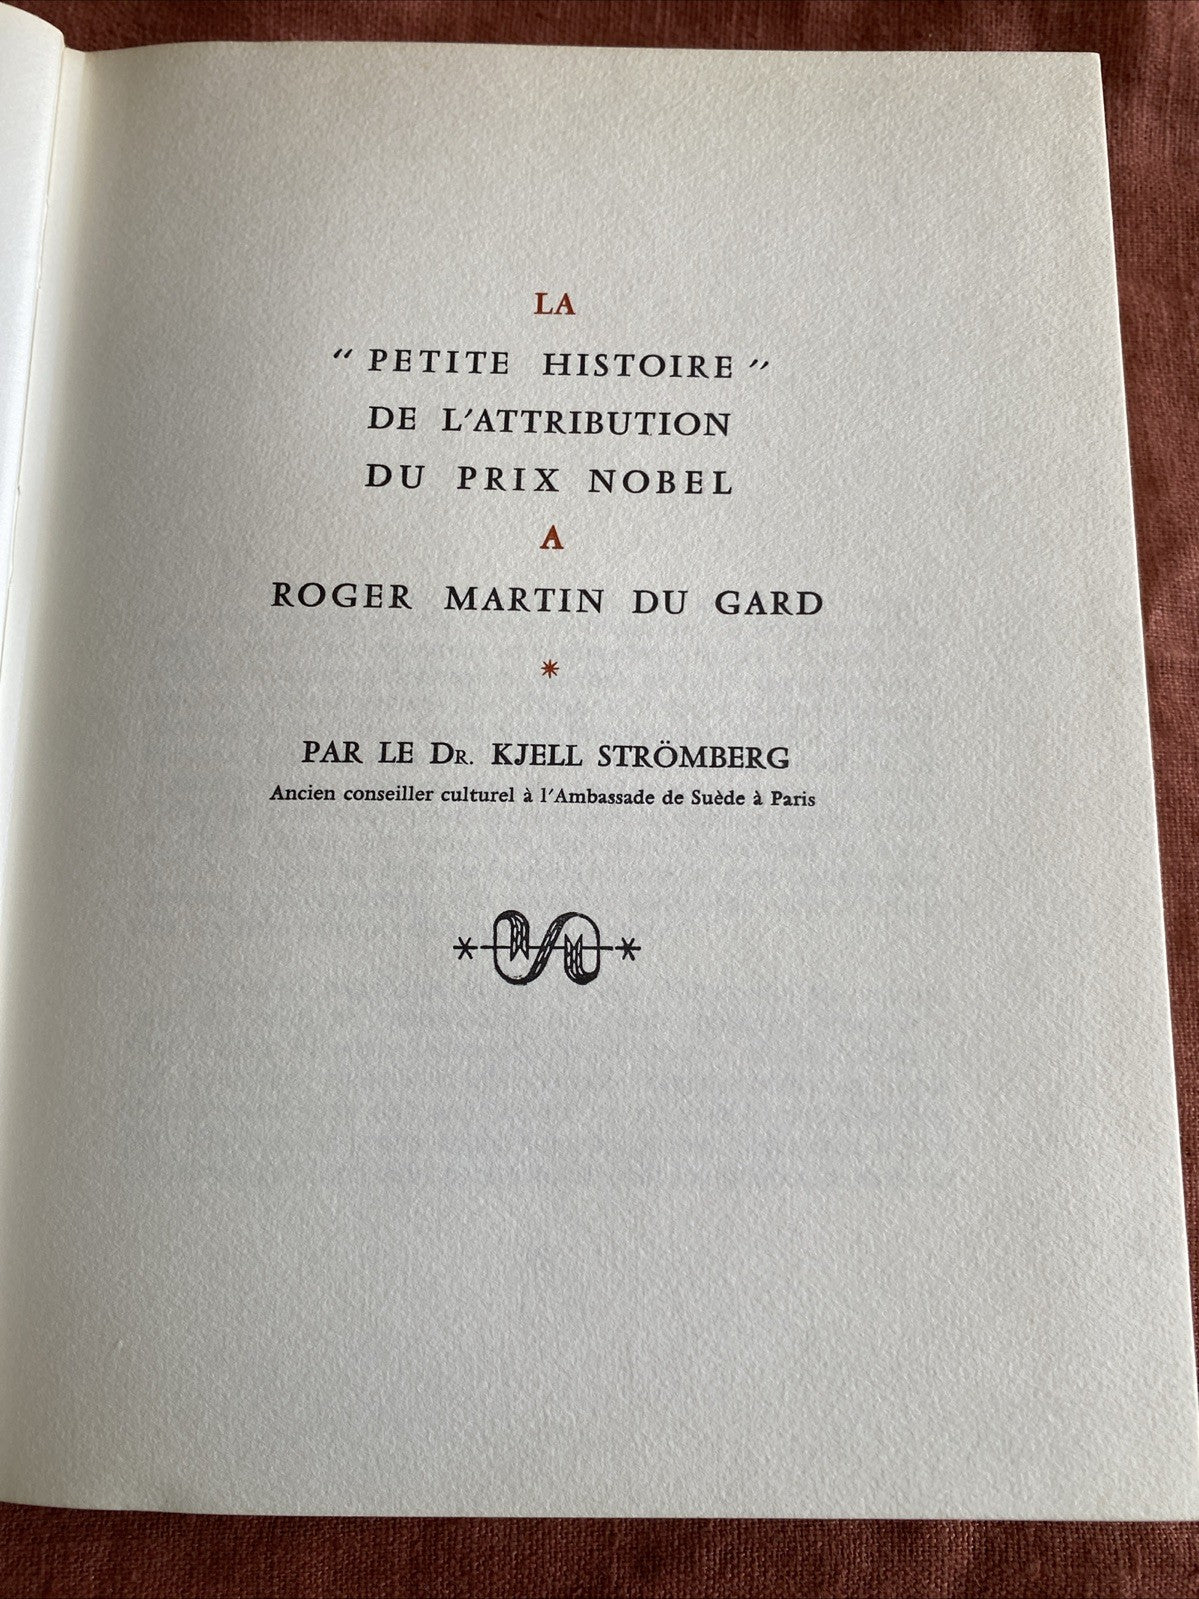 LA
“ PETITE HISTOIRE ”
DE L'ATTRIBUTION
DU PRIX NOBEL
A
ROGER MARTIN DU GARD
*
PAR LE DR. KJELL STRÖMBERG
Ancien conseiller culturel à l'Ambassade de Suède à Paris